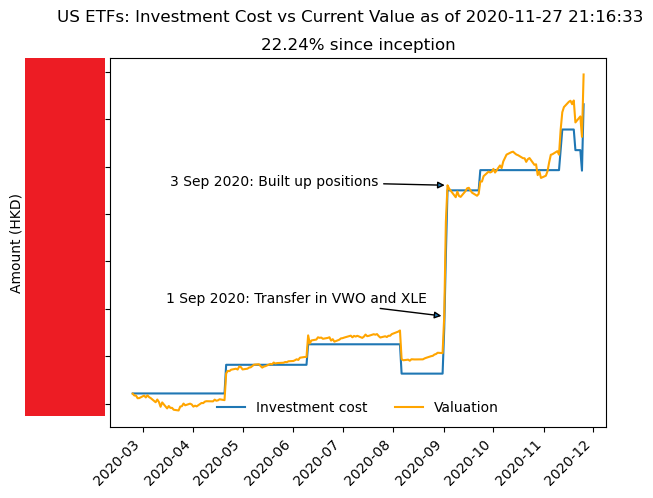 US ETFs: Investment Cost vs Current Value as of 2020-11-27 21:16:33
22.24% since inception
Amount (HKD)
3 Sep 2020: Built up positions
1 Sep 2020: Transfer in VWO and XLE
Investment cost
Valuation
2020-03
2020-04
2020-05
2020-06
2020-07
2020-08
2020-09
2020-10
2020-11
2020-12